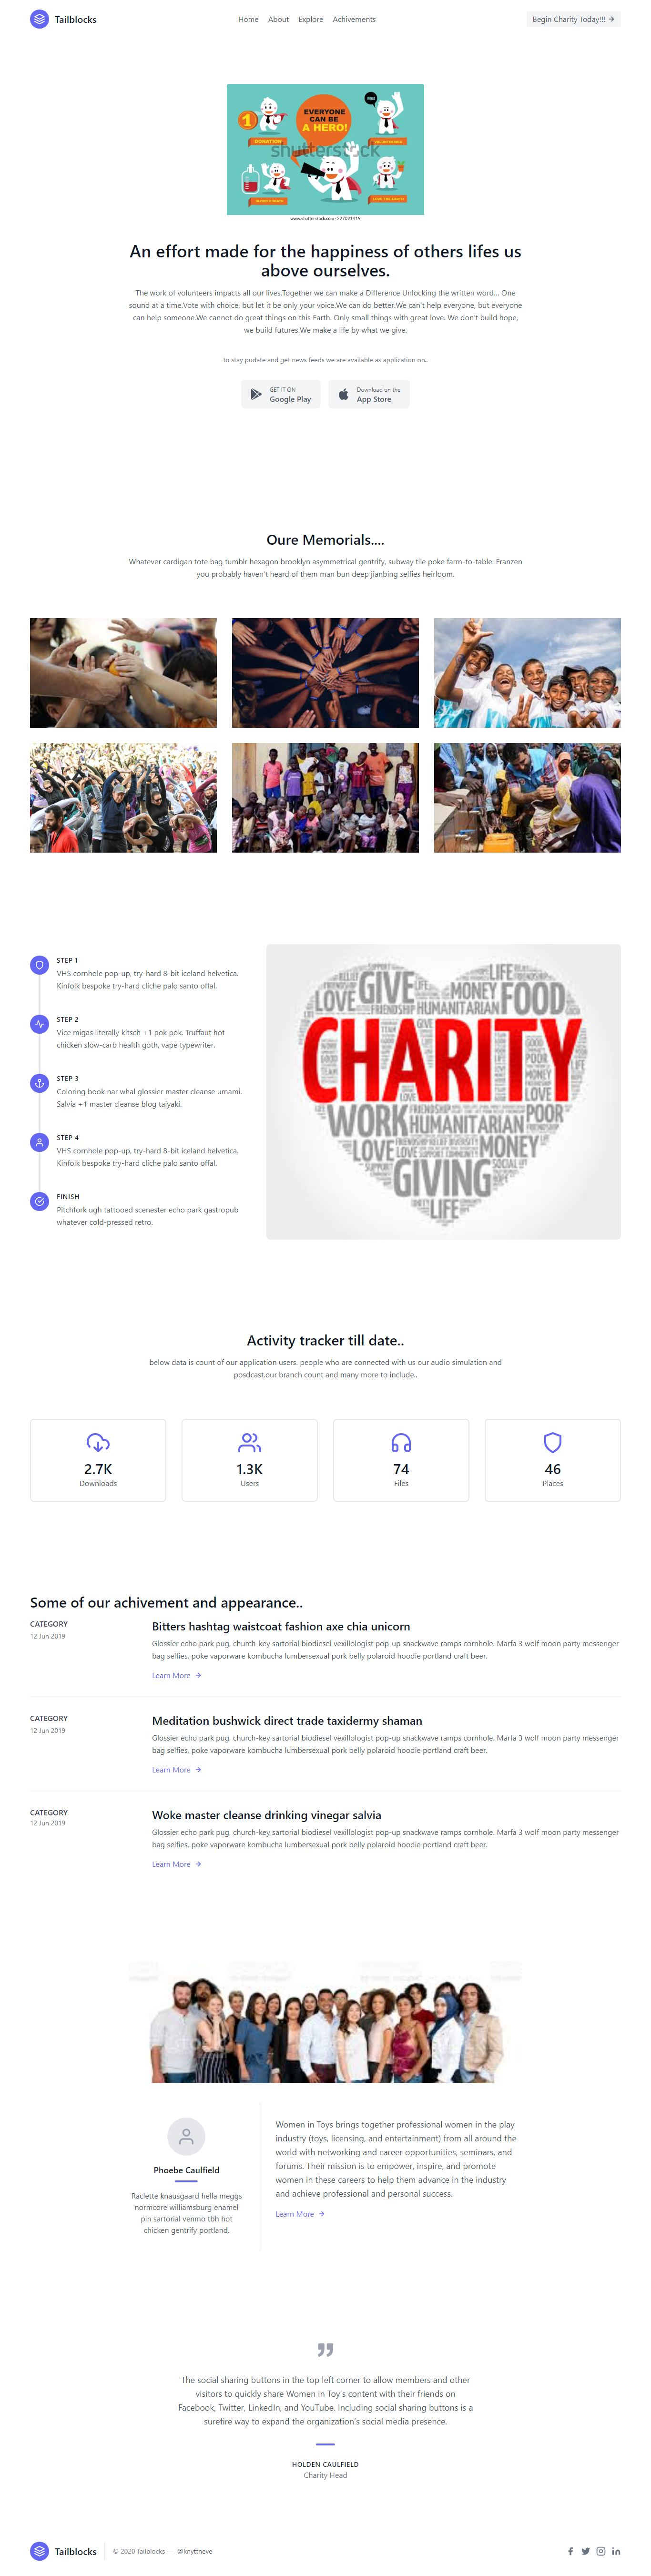 Tailblocks
Home About Explore Achivements
Begin Charity Today!!!
EVERYONE
CAN BE
A HERO!
1
DONATION
VOLUNTEERING
shutterstock
BLOOD DONATE
SAVE THE EARTH
www.shutterstock.com · 227021419
An effort made for the happiness of others lifes us
above ourselves.
The work of volunteers impacts all our lives.Together we can make a Difference Unlocking the written word... One
sound at a time.Vote with choice, but let it be only your voice.We can do better.We can't help everyone, but everyone
can help someone.We cannot do great things on this Earth. Only small things with great love. We don't build hope,
we build futures.We make a life by what we give.
to stay pudate and get news feeds we are available as application on..
GET IT ON
Google Play
Download on the
App Store
Oure Memorials....
Whatever cardigan tote bag tumblr hexagon brooklyn asymmetrical gentrify, subway tile poke farm-to-table. Franzen
you probably haven't heard of them man bun deep jianbing selfies heirloom.
STEP 1
VHS cornhole pop-up, try-hard 8-bit iceland helvetica.
Kinfolk bespoke try-hard cliche palo santo offal.
STEP 2
Vice migas literally kitsch +1 pok pok. Truffaut hot
chicken slow-carb health goth, vape typewriter.
STEP 3
Coloring book nar whal glossier master cleanse umami.
Salvia +1 master cleanse blog taiyaki.
STEP 4
VHS cornhole pop-up, try-hard 8-bit iceland helvetica.
Kinfolk bespoke try-hard cliche palo santo offal.
FINISH
Pitchfork ugh tattooed scenester echo park gastropub
whatever cold-pressed retro.
LOVE GIVE MONEY FOOD
HUMANITARIAN
CHARITY
WORK HUMANITARIAN POOR
LOVE LOVE MONEY
GIVING
Activity tracker till date..
below data is count of our application users. people who are connected with us our audio simulation and
posdcast.our branch count and many more to include..
2.7K
Downloads
1.3K
Users
74
Files
46
Places
Some of our achivement and appearance..
CATEGORY
12 Jun 2019
Bitters hashtag waistcoat fashion axe chia unicorn
Glossier echo park pug, church-key sartorial biodiesel vexillologist pop-up snackwave ramps cornhole. Marfa 3 wolf moon party messenger
bag selfies, poke vaporware kombucha lumbersexual pork belly polaroid hoodie portland craft beer.
Learn More
CATEGORY
12 Jun 2019
Meditation bushwick direct trade taxidermy shaman
Glossier echo park pug, church-key sartorial biodiesel vexillologist pop-up snackwave ramps cornhole. Marfa 3 wolf moon party messenger
bag selfies, poke vaporware kombucha lumbersexual pork belly polaroid hoodie portland craft beer.
Learn More
CATEGORY
12 Jun 2019
Woke master cleanse drinking vinegar salvia
Glossier echo park pug, church-key sartorial biodiesel vexillologist pop-up snackwave ramps cornhole. Marfa 3 wolf moon party messenger
bag selfies, poke vaporware kombucha lumbersexual pork belly polaroid hoodie portland craft beer.
Learn More
Phoebe Caulfield
Raclette knausgaard hella meggs
normcore williamsburg enamel
pin sartorial venmo tbh hot
chicken gentrify portland.
Women in Toys brings together professional women in the play
industry (toys, licensing, and entertainment) from all around the
world with networking and career opportunities, seminars, and
forums. Their mission is to empower, inspire, and promote
women in these careers to help them advance in the industry
and achieve professional and personal success.
Learn More
The social sharing buttons in the top left corner to allow members and other
visitors to quickly share Women in Toy's content with their friends on
Facebook, Twitter, LinkedIn, and YouTube. Including social sharing buttons is a
surefire way to expand the organization's social media presence.
HOLDEN CAULFIELD
Charity Head
Tailblocks
© 2020 Tailblocks — @knyttneve